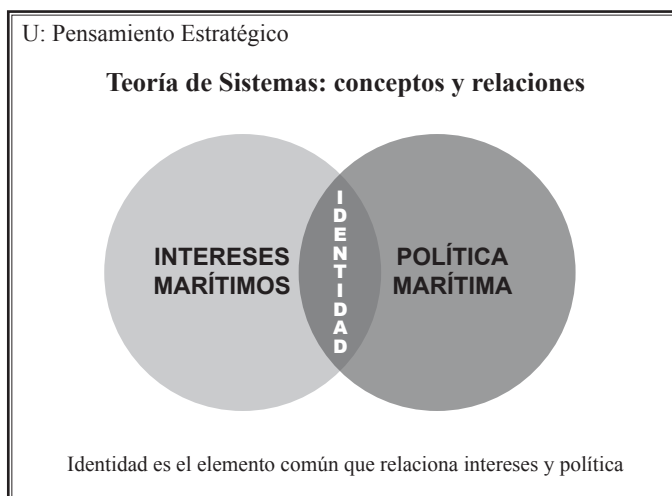 U: Pensamiento Estratégico
Teoría de Sistemas: conceptos y relaciones
INTERESES
MARÍTIMOS
IDENTIDAD
POLÍTICA
MARÍTIMA
Identidad es el elemento común que relaciona intereses y política